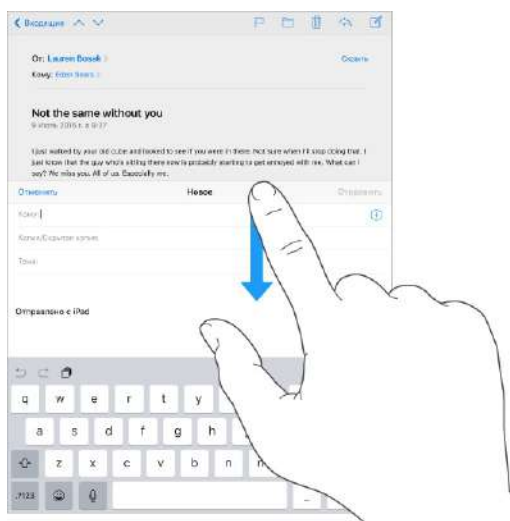 Входящие
От: Lauren Bosak
Скрыть
Кому: Eden Sears
Not the same without you
I just walked by your old cube and looked to see if you were in there. Not sure when I'll stop doing that. I
just know that the guy who's sitting there now is probably starting to get annoyed with me. What can I
say? We miss you. All of us. Especially me.
Отменить
Новое
Отправить
Кому:
Копия/Скрытая копия:
Тема:
Отправлено с iPad
q w e r t y
a s d f g h
z x c v b n
.?123